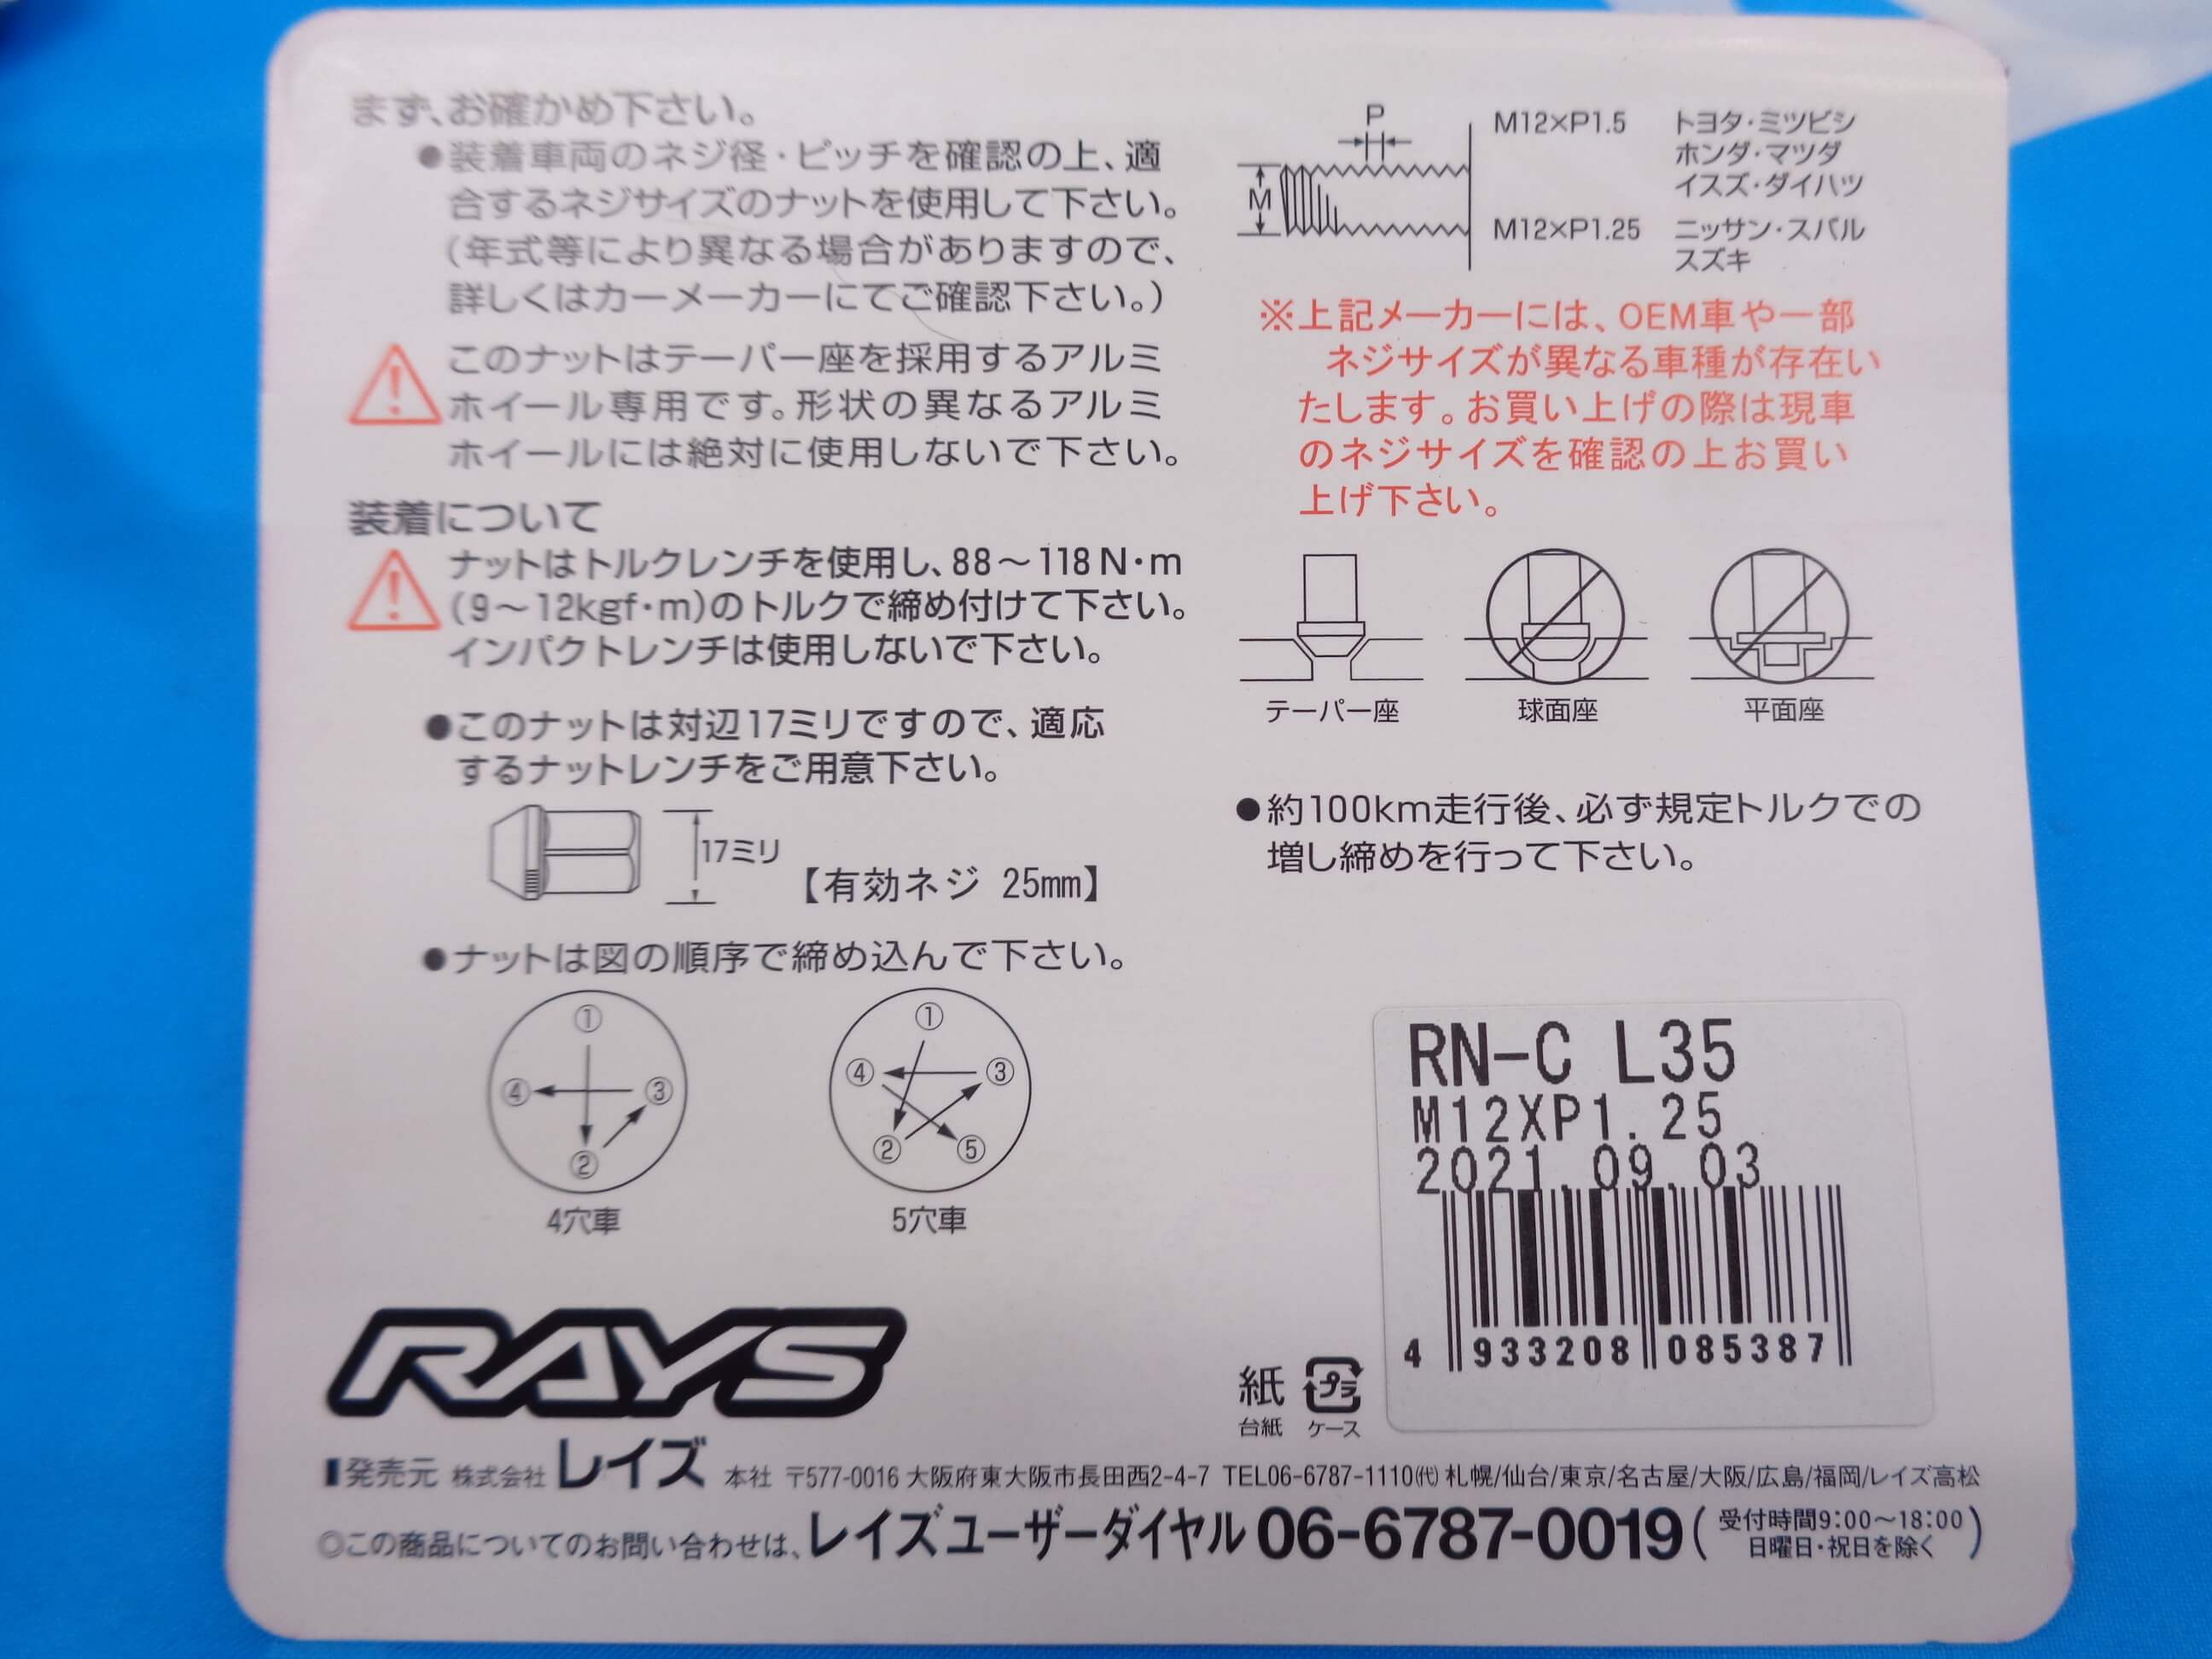 まず、お確かめ下さい。
●装着車両のネジ径・ピッチを確認の上、適
合するネジサイズのナットを使用して下さい。
(年式等により異なる場合がありますので、
詳しくはカーメーカーにてご確認下さい。)
このナットはテーパー座を採用するアルミ
ホイール専用です。形状の異なるアルミ
ホイールには絶対に使用しないで下さい。
装着について
ナットはトルクレンチを使用し、88〜118N・m
(9〜12kgf・m)のトルクで締め付けて下さい。
インパクトレンチは使用しないで下さい。
●このナットは対辺17ミリですので、適応
するナットレンチをご用意下さい。
17ミリ
【有効ネジ 25mm】
●ナットは図の順序で締め込んで下さい。
①
④ ③
②
4穴車
①
④ ③
② ⑤
5穴車
P
M
M12×P1.5 トヨタ・ミツビシ
ホンダ・マツダ
イスズ・ダイハツ
M12×P1.25 ニッサン・スバル
スズキ
※上記メーカーには、OEM車や一部
ネジサイズが異なる車種が存在い
たします。お買い上げの際は現車
のネジサイズを確認の上お買い
上げ下さい。
テーパー座 球面座 平面座
●約100km走行後、必ず規定トルクでの
増し締めを行って下さい。
RN-C L35
M12XP1.25
2021.09.03
4 933208 085387
紙 プラ
台紙 ケース
RAYS
発売元 株式会社 レイズ 本社 〒577-0016 大阪府東大阪市長田西2-4-7 TEL06-6787-1110㈹ 札幌/仙台/東京/名古屋/大阪/広島/福岡/レイズ高松
◎この商品についてのお問い合わせは、レイズユーザーダイヤル 06-6787-0019 (受付時間9:00〜18:00
日曜日・祝日を除く)